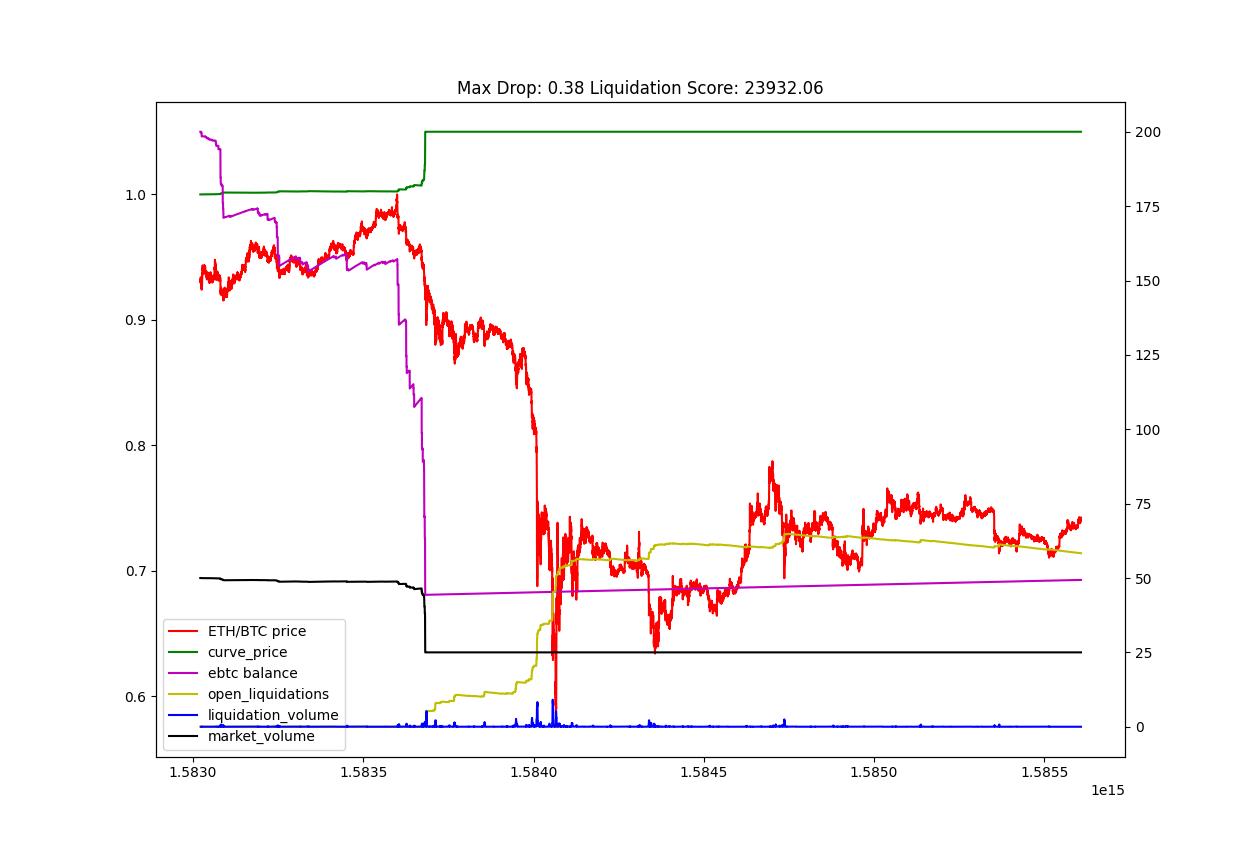 Max Drop: 0.38 Liquidation Score: 23932.06
1.0
0.9
0.8
0.7
0.6
200
175
150
125
100
75
50
25
0
ETH/BTC price
curve_price
ebtc balance
open_liquidations
liquidation_volume
market_volume
1.5830 1.5835 1.5840 1.5845 1.5850 1.5855
1e15